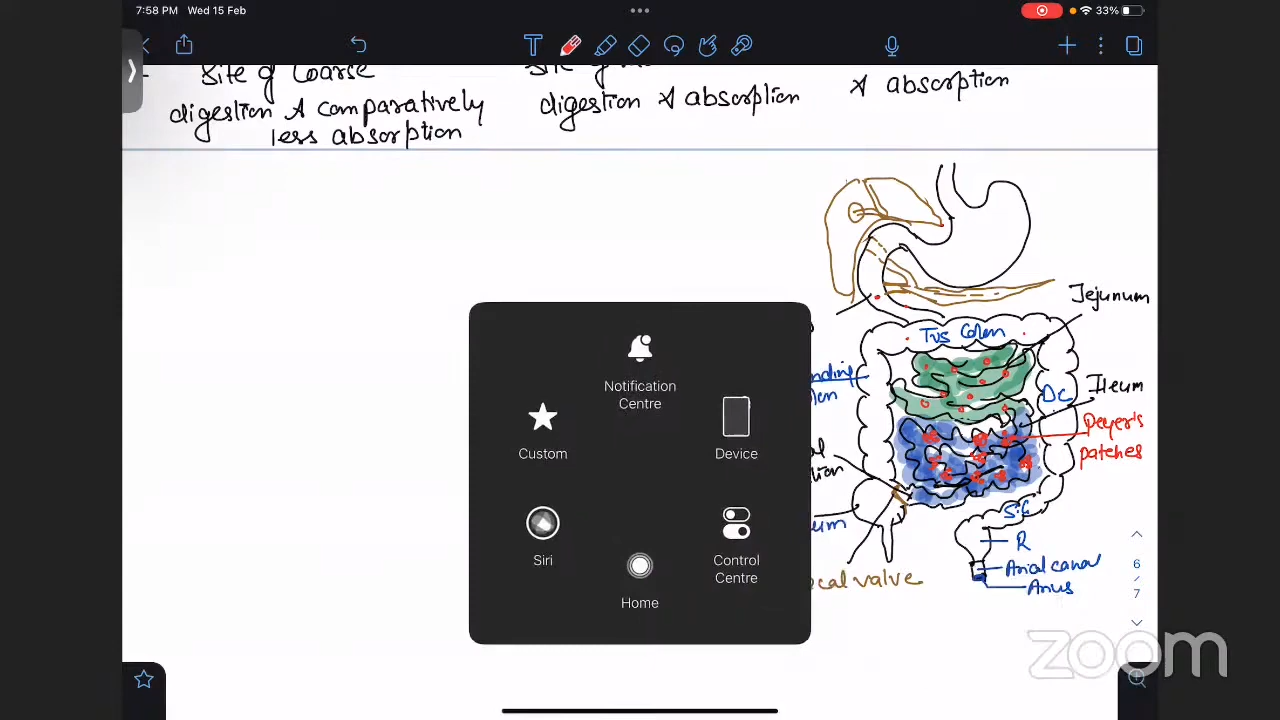 7:58 PM Wed 15 Feb
33%
Site of Coarse
digestion & comparatively
less absorption
digestion & absorption
& absorption
Jejunum
Tvs Colon
Ileum
DC
Peyer's
patches
S.C
R
Anal canal
Anus
cal valve
6
/
7
Notification
Centre
Custom
Device
Siri
Control
Centre
Home
zoom